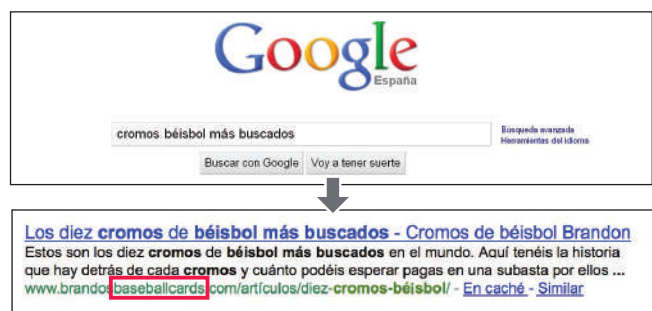 Google
España
cromos béisbol más buscados
Búsqueda avanzada
Herramientas del idioma
Buscar con Google
Voy a tener suerte
Los diez cromos de béisbol más buscados - Cromos de béisbol Brandon
Estos son los diez cromos de béisbol más buscados en el mundo. Aquí tenéis la historia
que hay detrás de cada cromos y cuánto podéis esperar pagas en una subasta por ellos ...
www.brandosbaseballcards.com/artículos/diez-cromos-béisbol/ - En caché - Similar